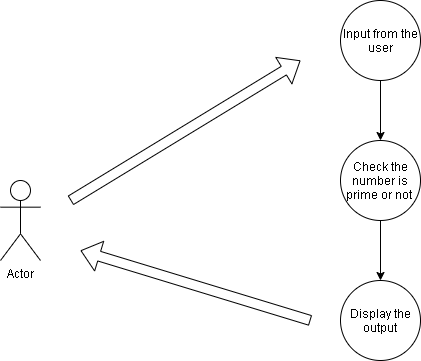 Input from the
user
Check the
number is
prime or not
Actor
Display the
output